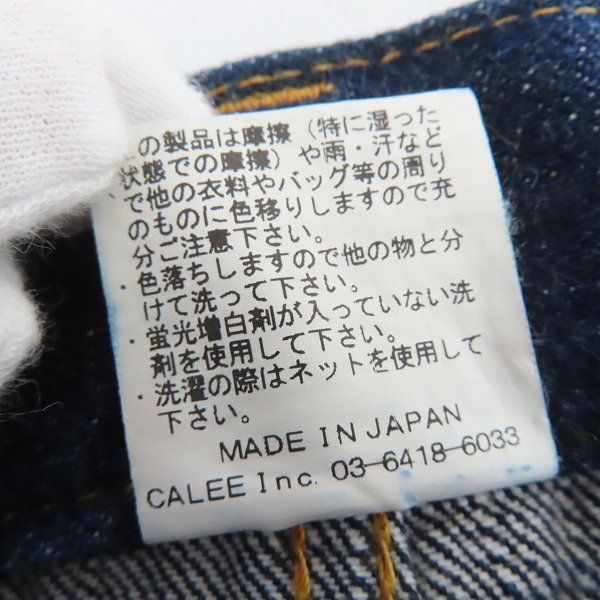 の製品は摩擦（特に湿った
状態での摩擦）や雨・汗など
で他の衣料やバッグ等の周り
のものに色移りしますので充
分ご注意下さい。
・色落ちしますので他の物と分
けて洗って下さい。
・蛍光増白剤が入っていない洗
剤を使用して下さい。
・洗濯の際はネットを使用して
下さい。
MADE IN JAPAN
CALEE Inc. 03-6418-6033